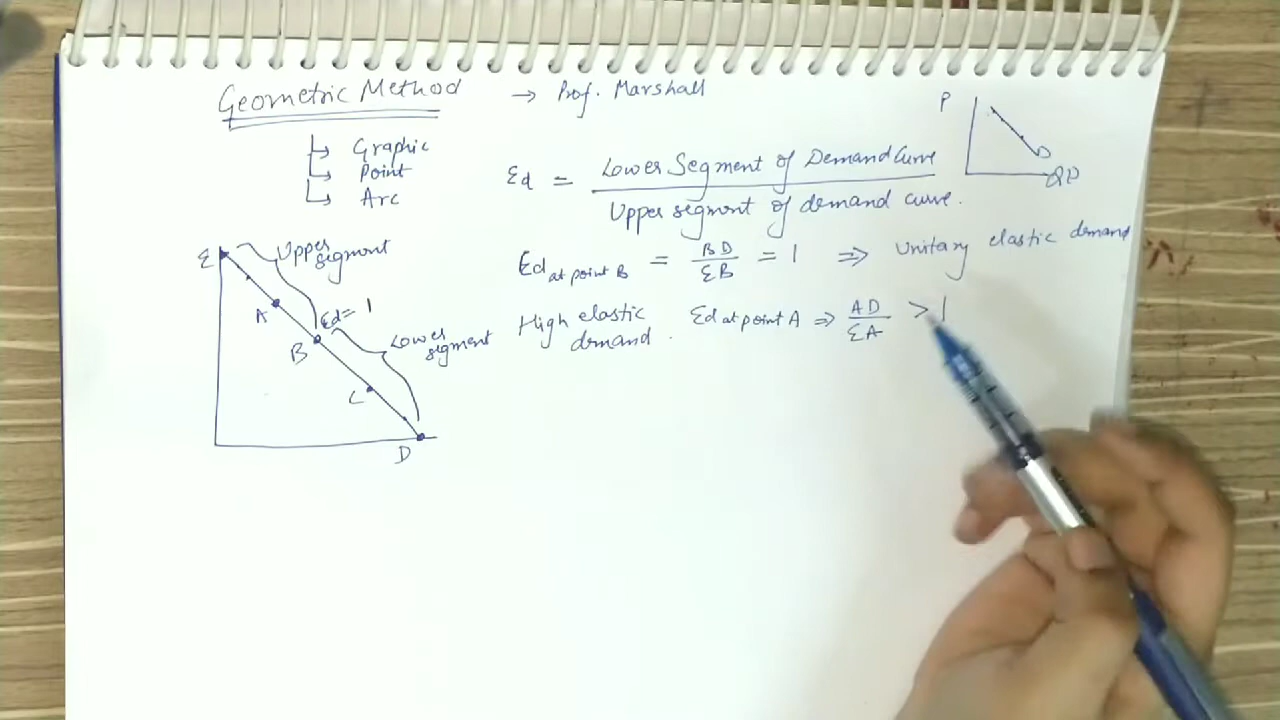 Geometric Method → Prof. Marshall
↳ Graphic
↳ Point
↳ Arc
Ed = Lower Segment of Demand Curve
Upper segment of demand curve.
P
QD
E
Upper segment
A
Ed = 1
B
Lower segment
C
D
Ed at point B = BD/EB = 1 ⇒ Unitary elastic demand
High elastic demand. Ed at point A ⇒ AD/EA > 1